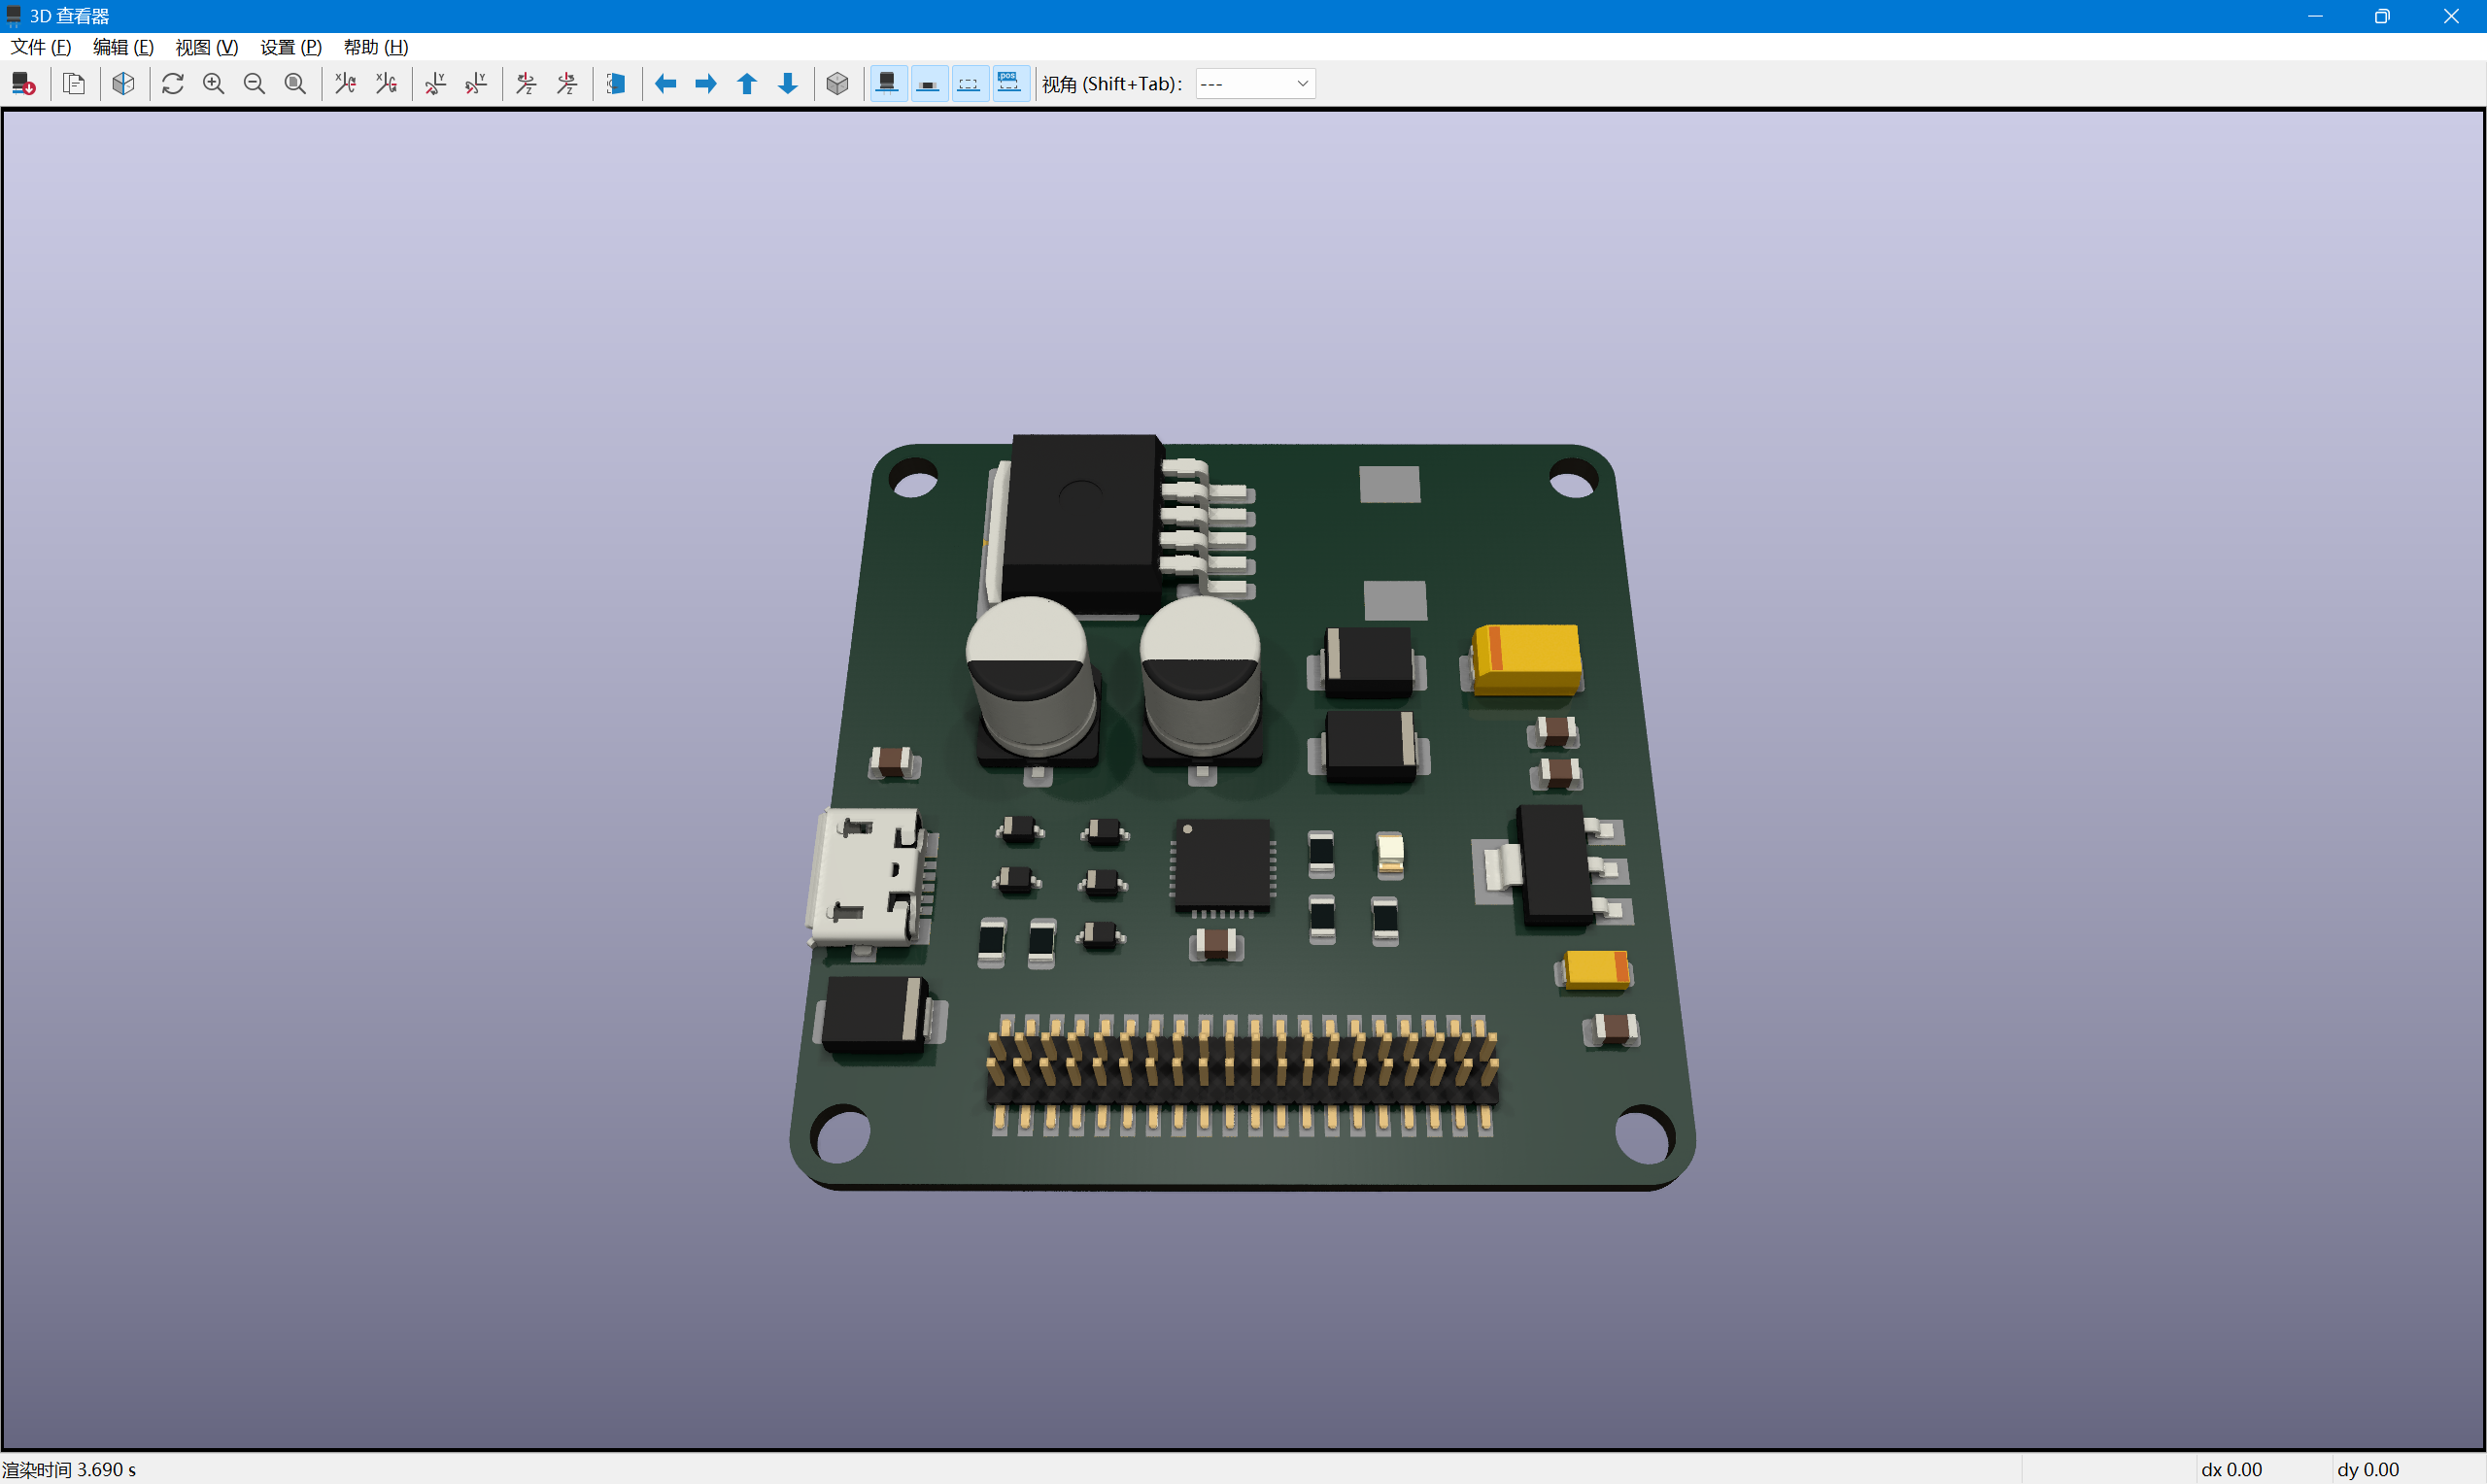 3D 查看器
文件 (F) 编辑 (E) 视图 (V) 设置 (P) 帮助 (H)
X X Y Y Z Z pos 视角 (Shift+Tab)： ---
渲染时间 3.690 s dx 0.00 dy 0.00